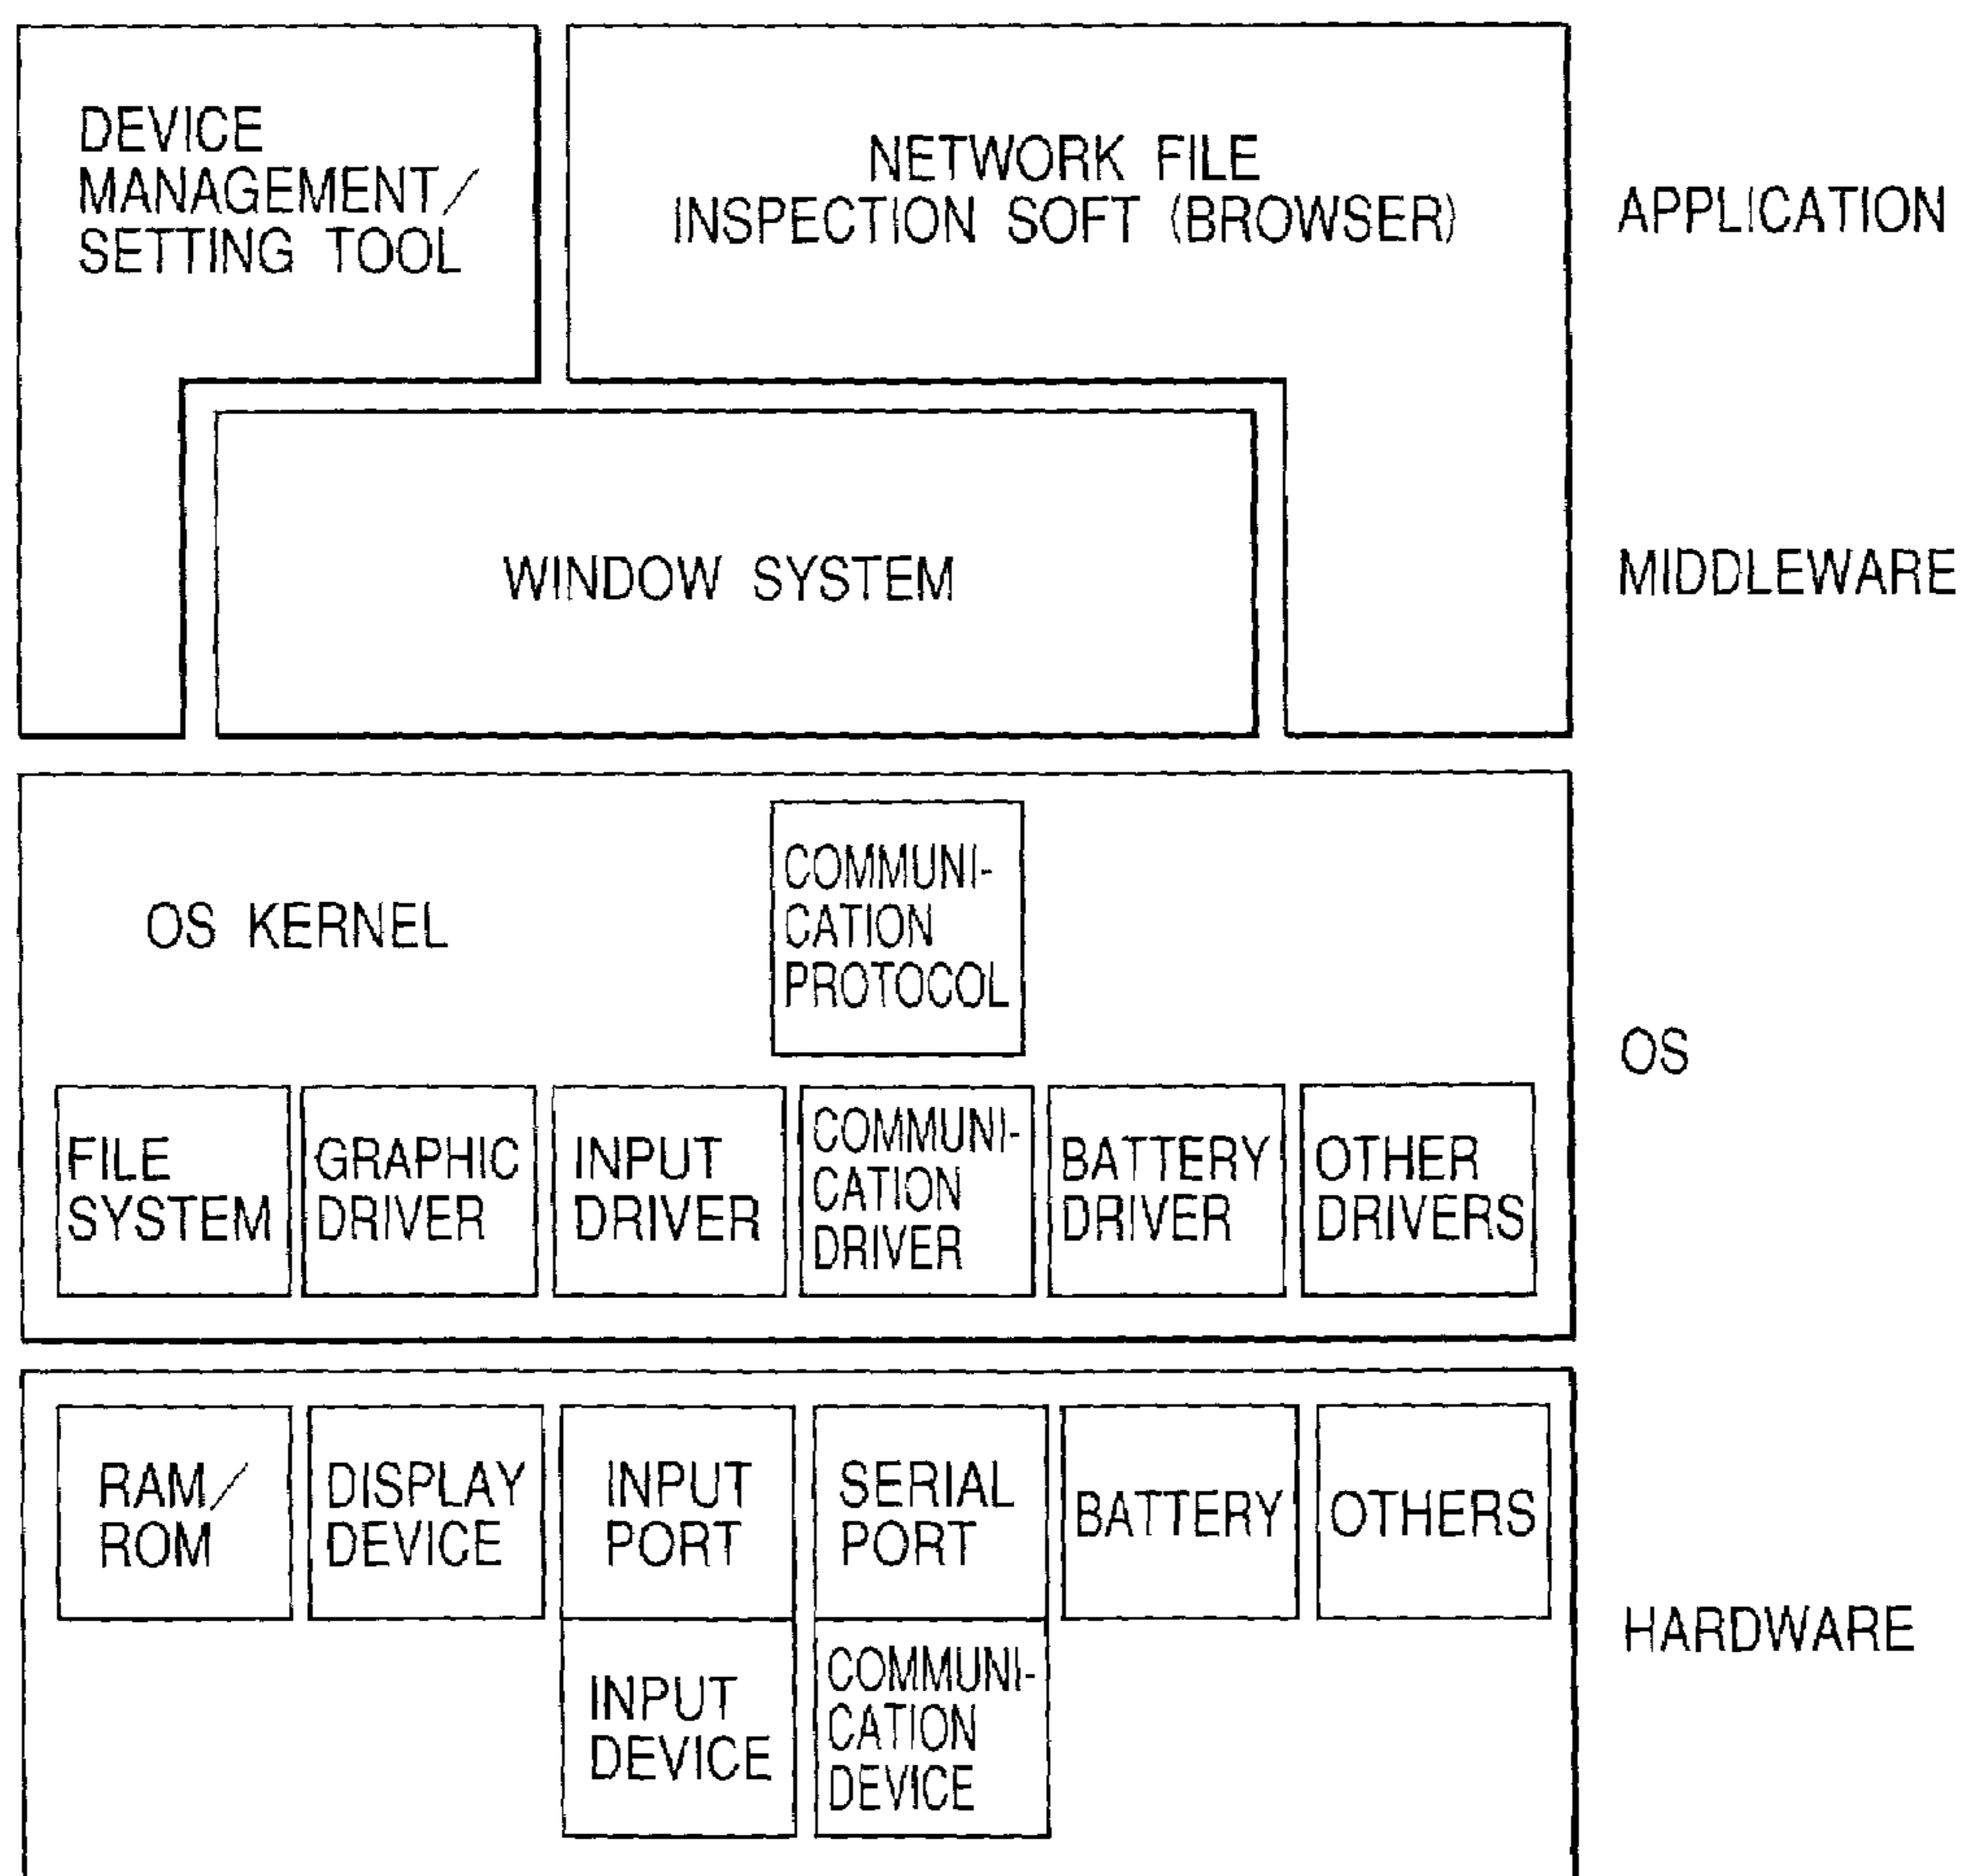 DEVICE
MANAGEMENT/
SETTING TOOL
NETWORK FILE
INSPECTION SOFT (BROWSER)
APPLICATION
WINDOW SYSTEM
MIDDLEWARE
OS KERNEL
COMMUNI-
CATION
PROTOCOL
OS
FILE
SYSTEM
GRAPHIC
DRIVER
INPUT
DRIVER
COMMUNI-
CATION
DRIVER
BATTERY
DRIVER
OTHER
DRIVERS
RAM/
ROM
DISPLAY
DEVICE
INPUT
PORT
SERIAL
PORT
BATTERY
OTHERS
HARDWARE
INPUT
DEVICE
COMMUNI-
CATION
DEVICE